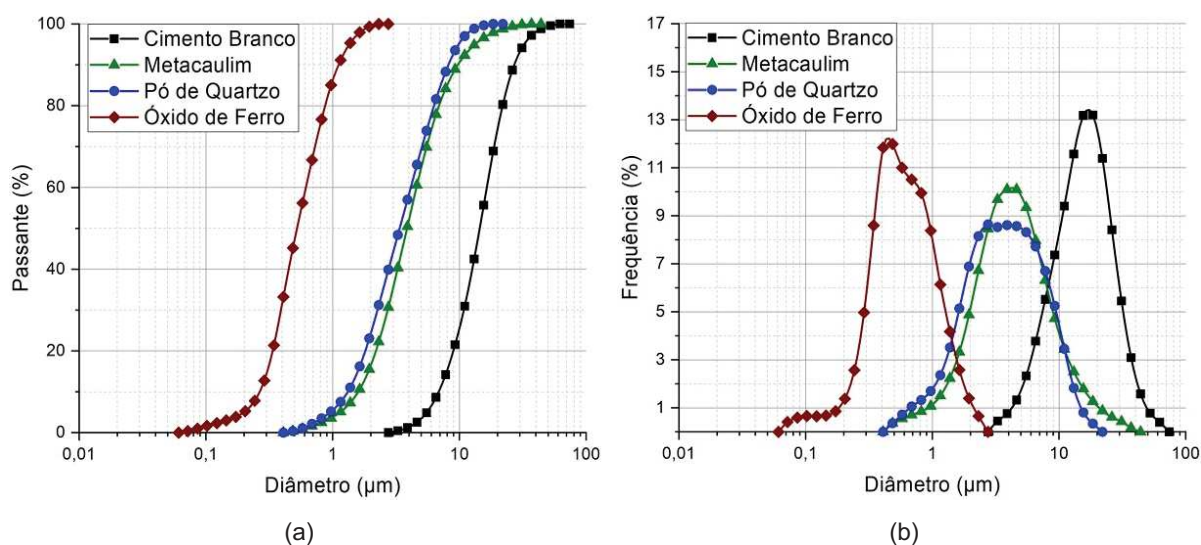 100
80
60
40
20
0
Passante (%)
Cimento Branco
Metacaulim
Pó de Quartzo
Óxido de Ferro
0,01
0,1
1
10
100
Diâmetro (µm)
(a)
17
15
13
11
9
7
5
3
1
Frequência (%)
Cimento Branco
Metacaulim
Pó de Quartzo
Óxido de Ferro
0,01
0,1
1
10
100
Diâmetro (µm)
(b)